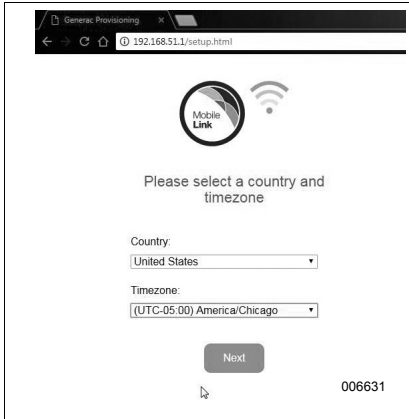 Generac Provisioning
192.168.51.1/setup.html
Mobile
Link
Please select a country and
timezone
Country:
United States
Timezone:
(UTC-05:00) America/Chicago
Next
006631